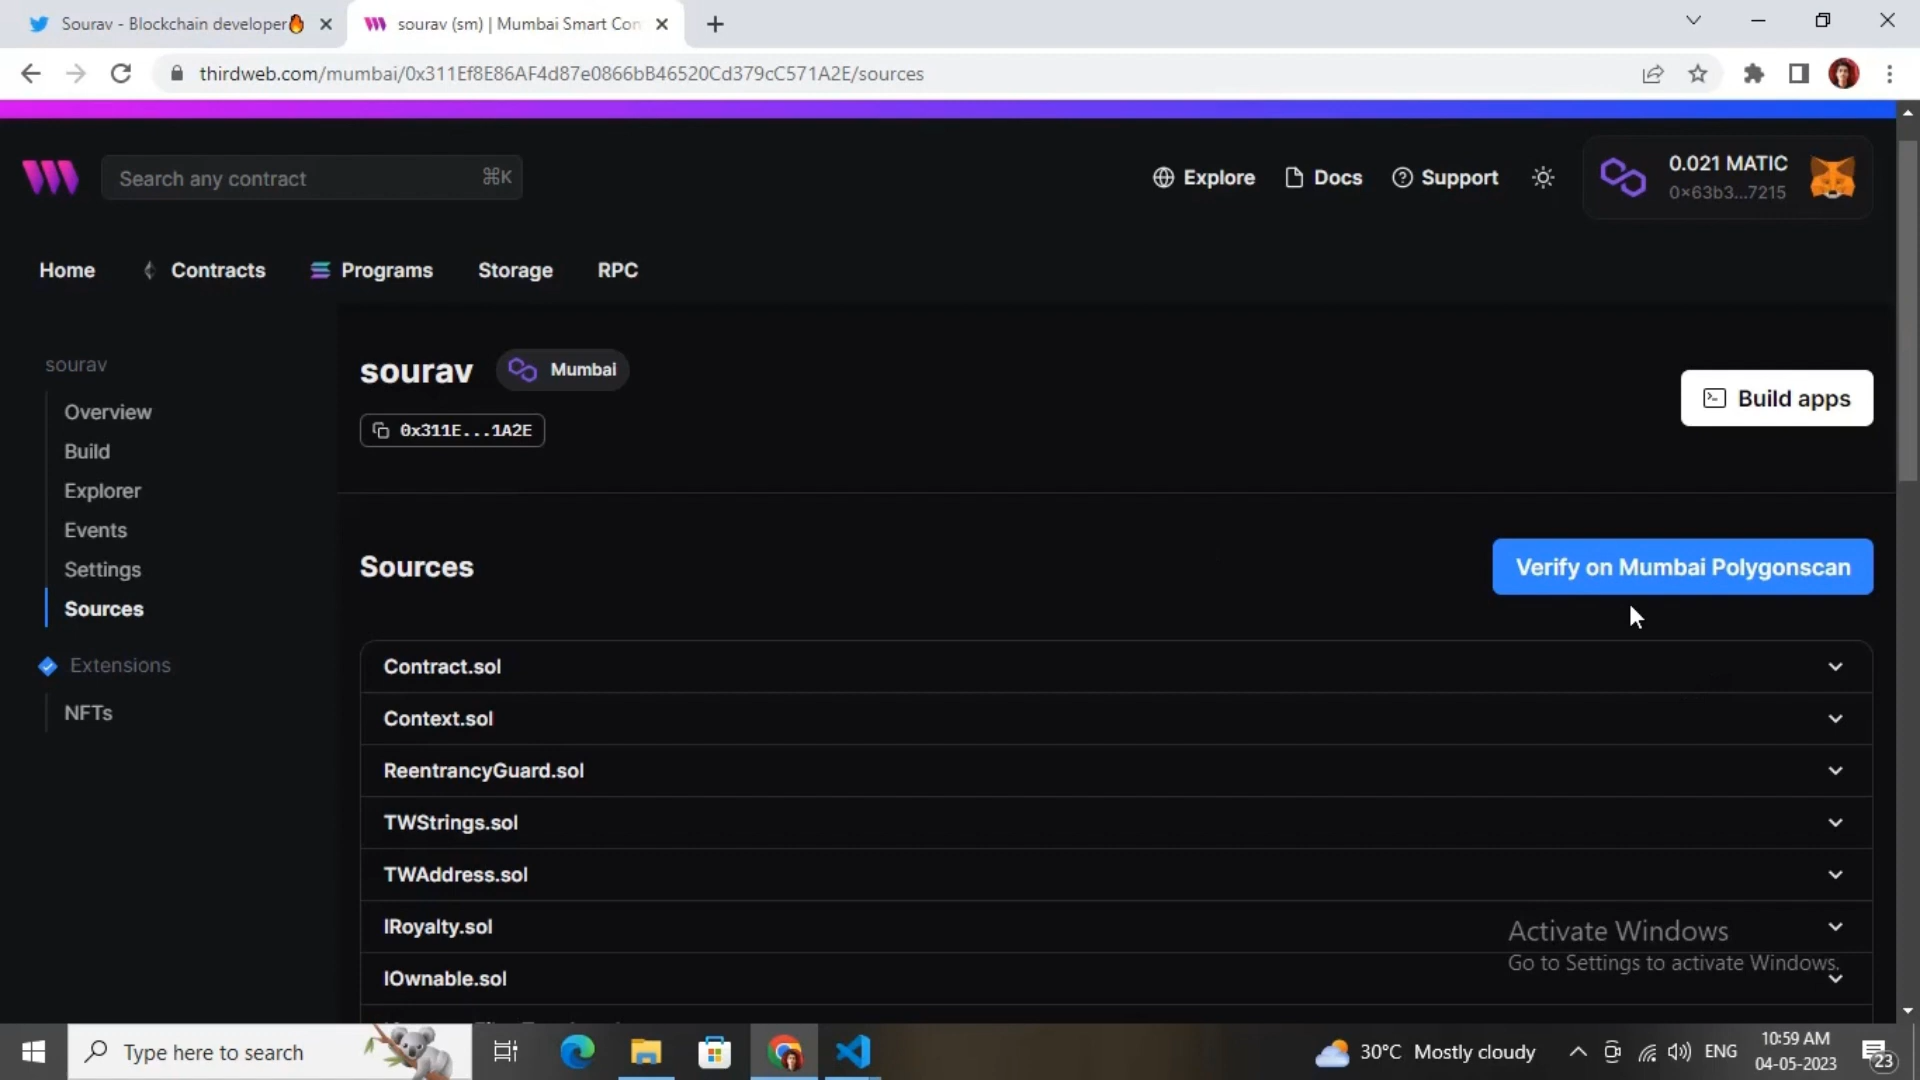 Sourav - Blockchain developer🔥
sourav (sm) | Mumbai Smart Con
thirdweb.com/mumbai/0x311Ef8E86AF4d87e0866bB46520Cd379cC571A2E/sources
Search any contract ⌘K
Explore
Docs
Support
0.021 MATIC
0x63b3...7215
Home
Contracts
Programs
Storage
RPC
sourav
Overview
Build
Explorer
Events
Settings
Sources
Extensions
NFTs
sourav
Mumbai
0x311E...1A2E
Build apps
Sources
Verify on Mumbai Polygonscan
Contract.sol
Context.sol
ReentrancyGuard.sol
TWStrings.sol
TWAddress.sol
IRoyalty.sol
IOwnable.sol
Activate Windows
Go to Settings to activate Windows.
Type here to search
30°C Mostly cloudy
ENG
10:59 AM
04-05-2023
23